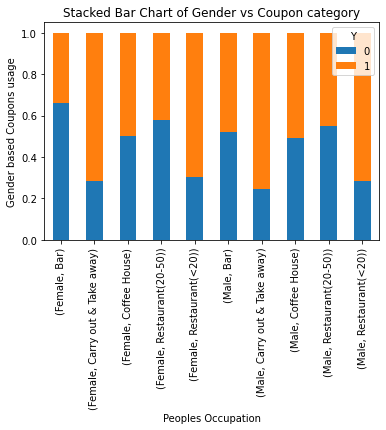 Stacked Bar Chart of Gender vs Coupon category
Gender based Coupons usage
1.0
0.8
0.6
0.4
0.2
0.0
Y
0
1
(Female, Bar)
(Female, Carry out & Take away)
(Female, Coffee House)
(Female, Restaurant(20-50))
(Female, Restaurant(<20))
(Male, Bar)
(Male, Carry out & Take away)
(Male, Coffee House)
(Male, Restaurant(20-50))
(Male, Restaurant(<20))
Peoples Occupation